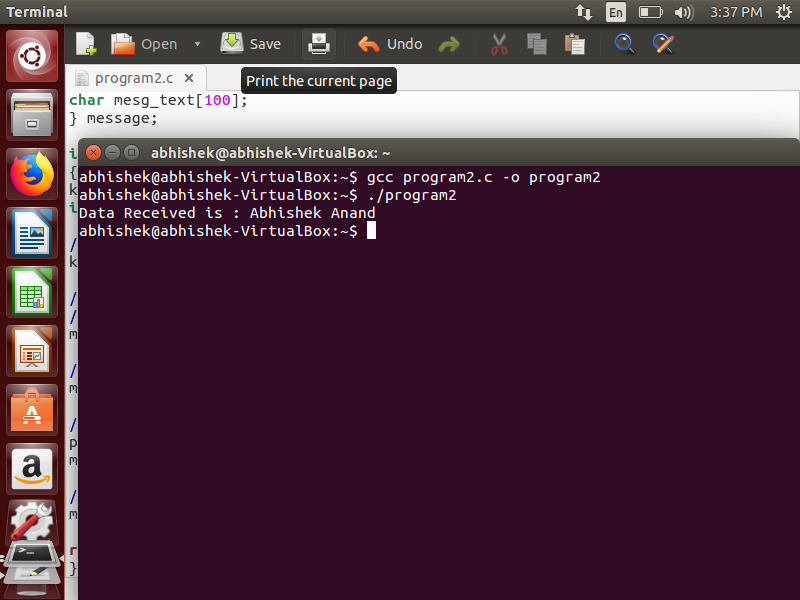 Terminal
En
3:37 PM
Open
Save
Undo
program2.c
Print the current page
char mesg_text[100];
} message;
abhishek@abhishek-VirtualBox: ~
i
{
k
i
/
k
/
/
m
/
m
/
p
m
/
m
r
}
abhishek@abhishek-VirtualBox:~$ gcc program2.c -o program2
abhishek@abhishek-VirtualBox:~$ ./program2
Data Received is : Abhishek Anand
abhishek@abhishek-VirtualBox:~$